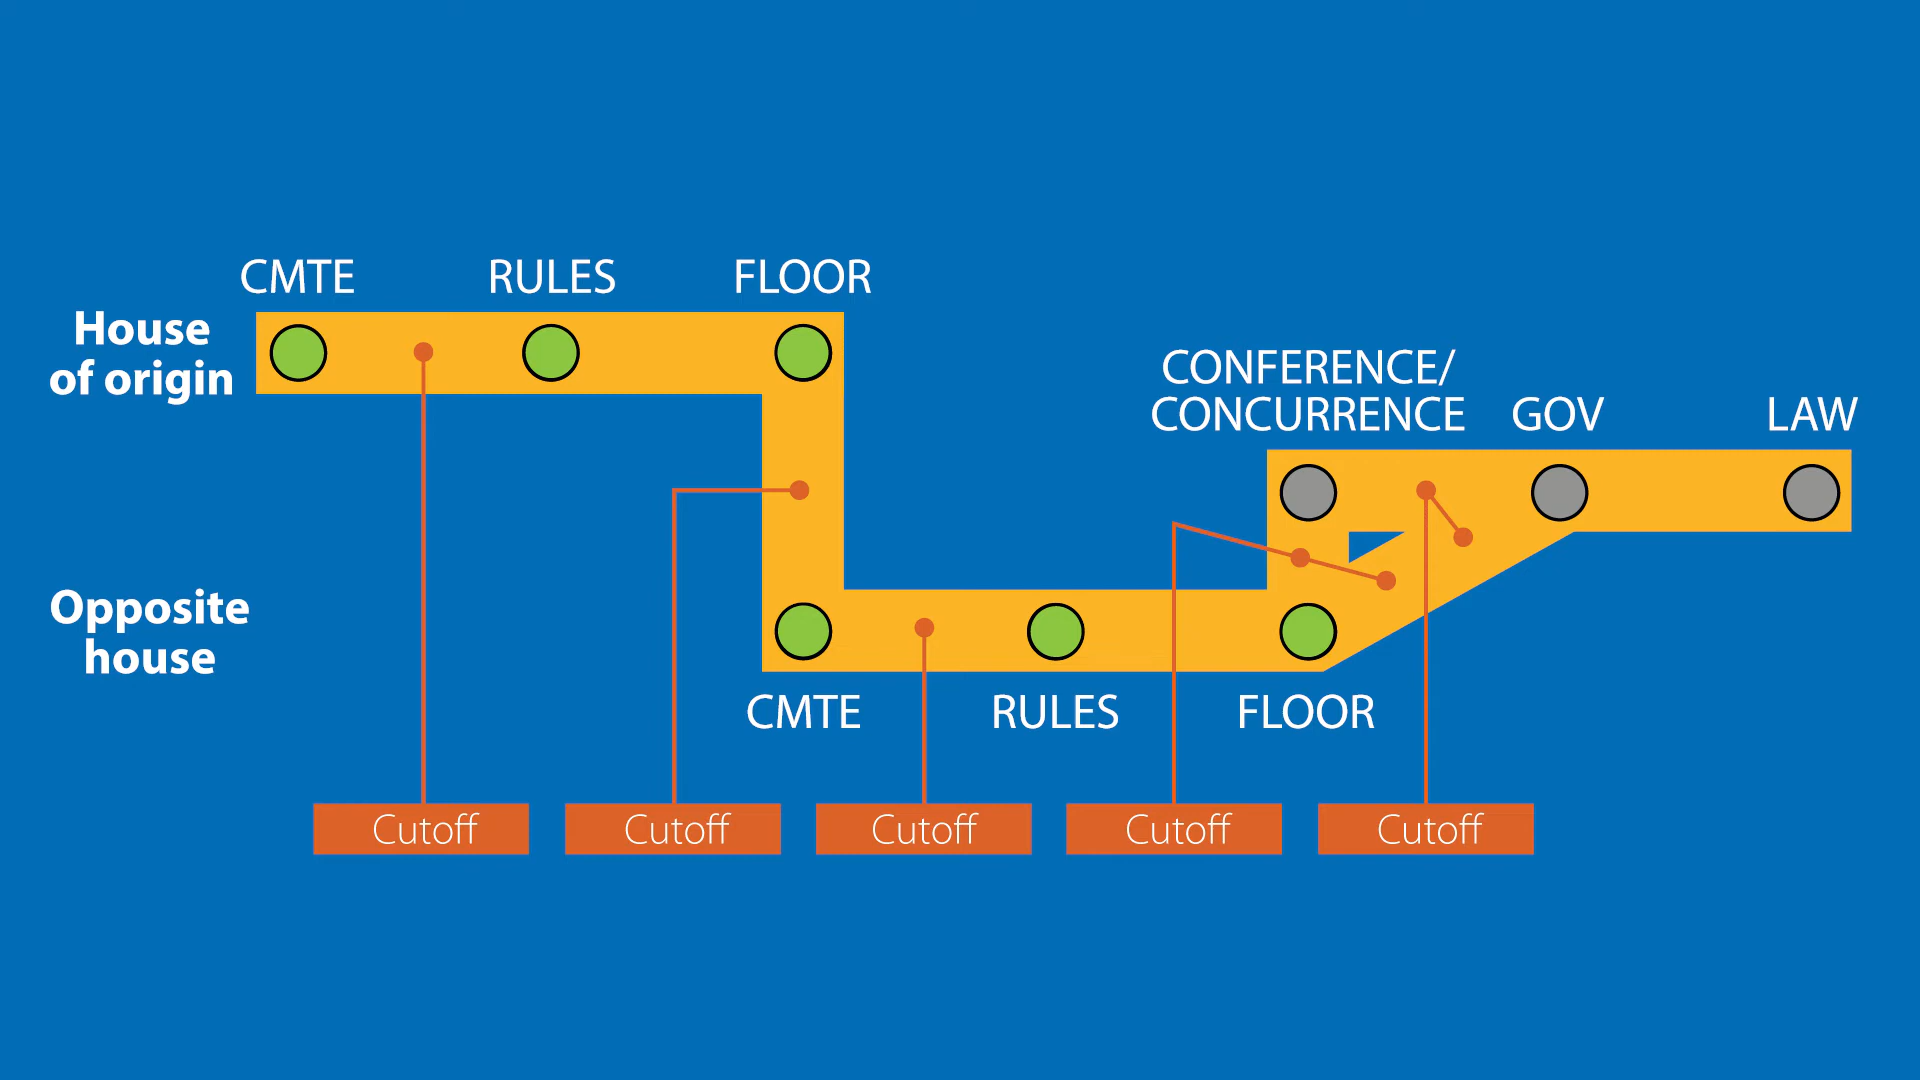 CMTE
RULES
FLOOR
House
of origin
CONFERENCE/
CONCURRENCE
GOV
LAW
Opposite
house
CMTE
RULES
FLOOR
Cutoff
Cutoff
Cutoff
Cutoff
Cutoff